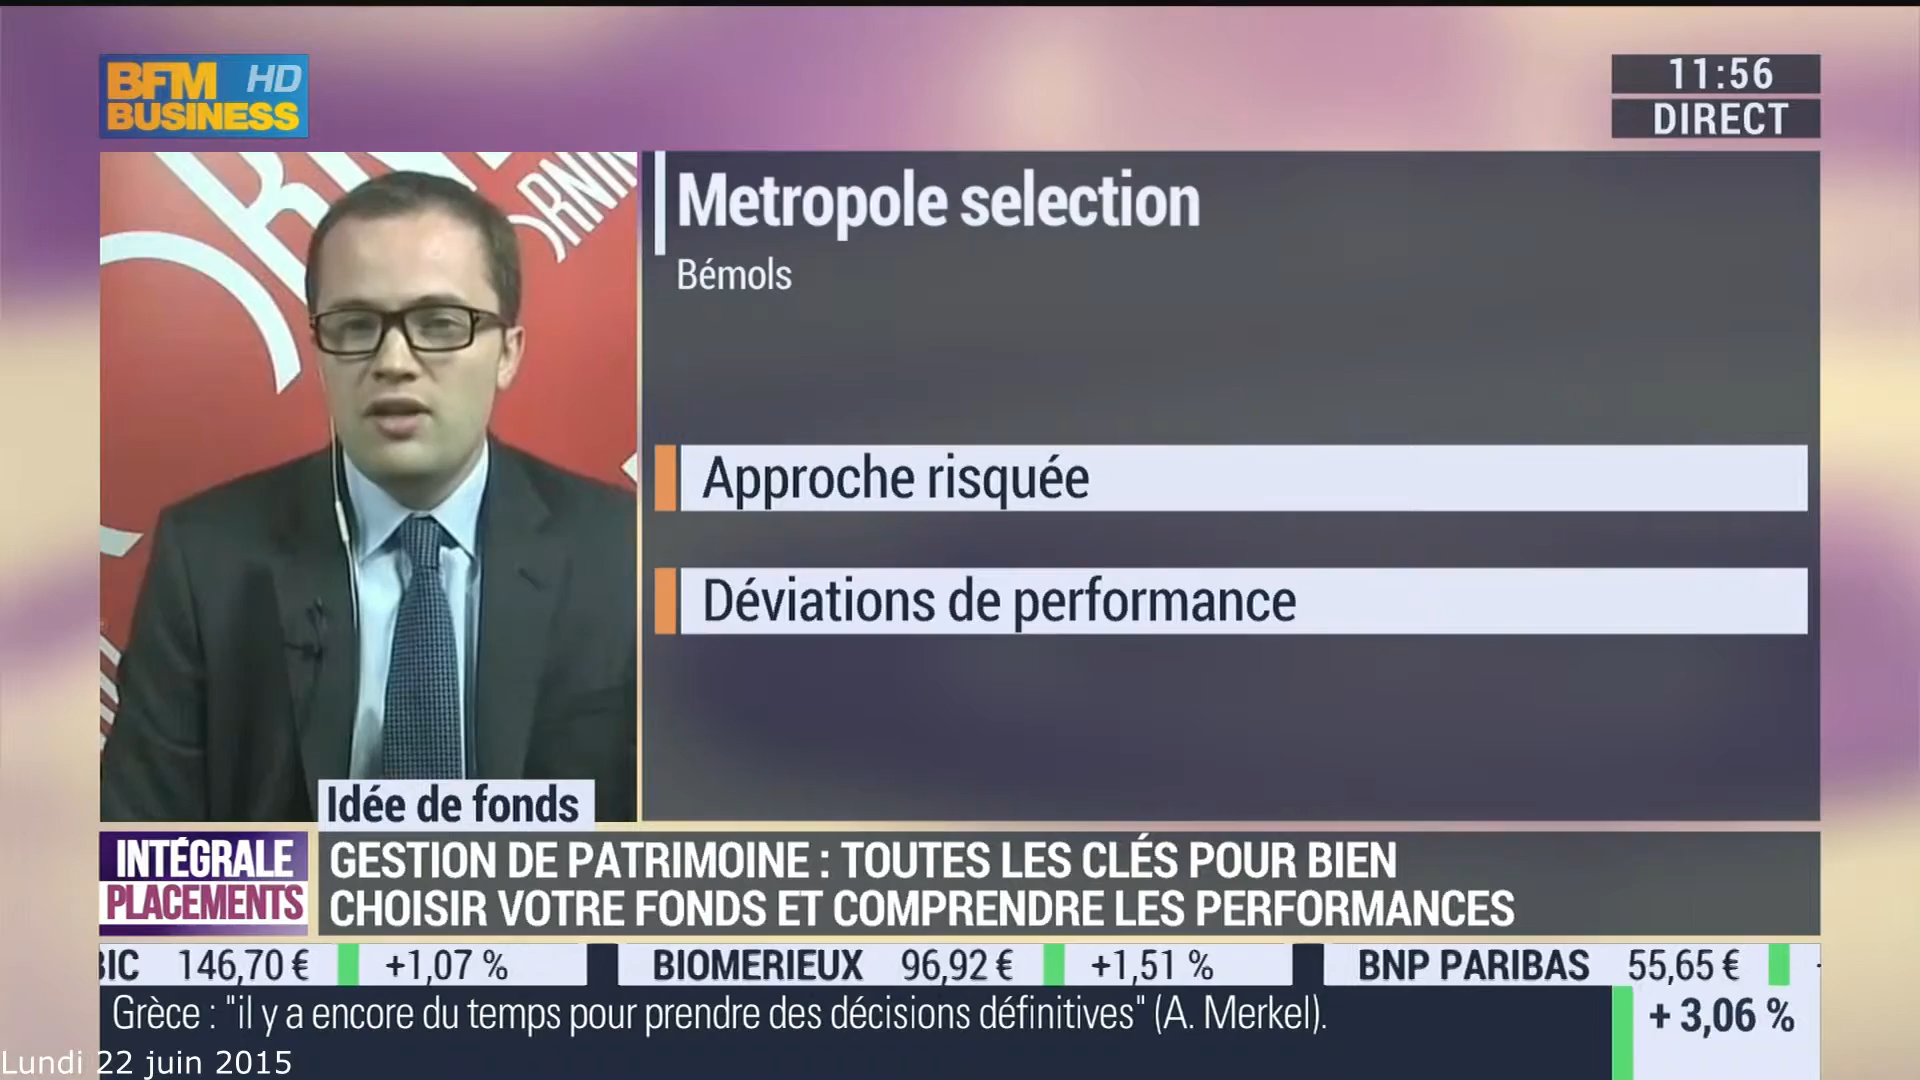 BFM HD
BUSINESS
11:56
DIRECT
Metropole selection
Bémols
Approche risquée
Déviations de performance
Idée de fonds
INTÉGRALE
PLACEMENTS
GESTION DE PATRIMOINE : TOUTES LES CLÉS POUR BIEN
CHOISIR VOTRE FONDS ET COMPRENDRE LES PERFORMANCES
BIC 146,70 € +1,07 % BIOMERIEUX 96,92 € +1,51 % BNP PARIBAS 55,65 €
Grèce : "il y a encore du temps pour prendre des décisions définitives" (A. Merkel).
+ 3,06 %
Lundi 22 juin 2015